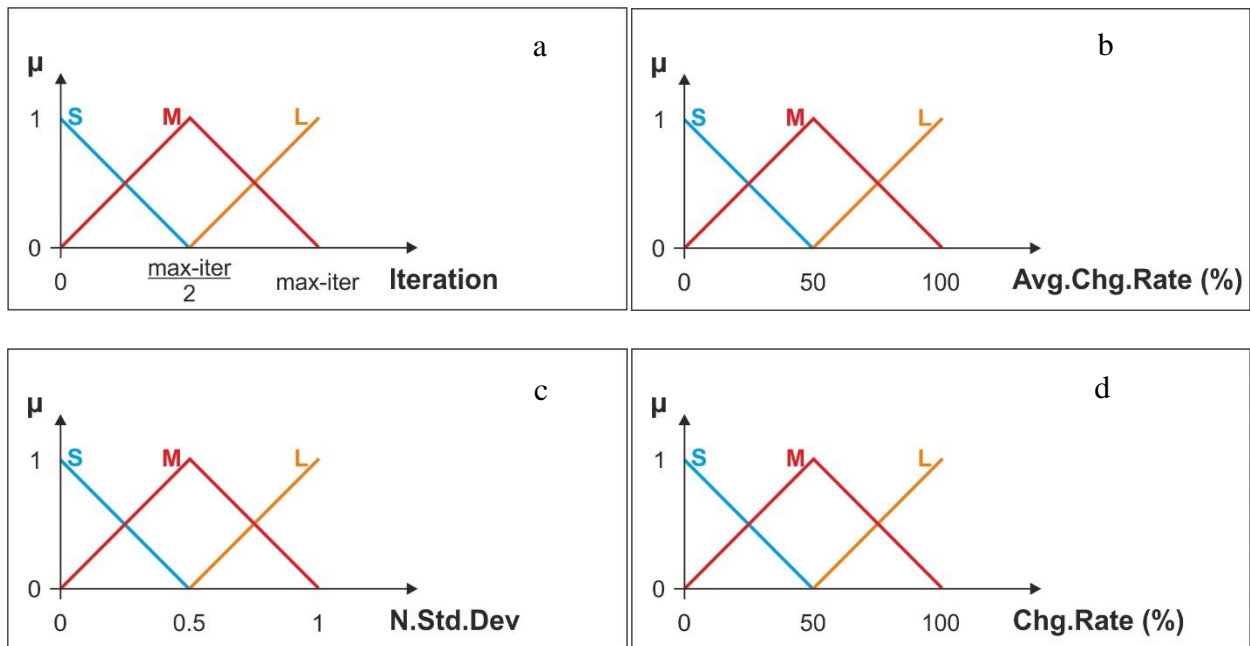 a
μ
1
S
M
L
0
0
max-iter
2
max-iter
Iteration
b
μ
1
S
M
L
0
0
50
100
Avg.Chg.Rate (%)
c
μ
1
S
M
L
0
0
0.5
1
N.Std.Dev
d
μ
1
S
M
L
0
0
50
100
Chg.Rate (%)